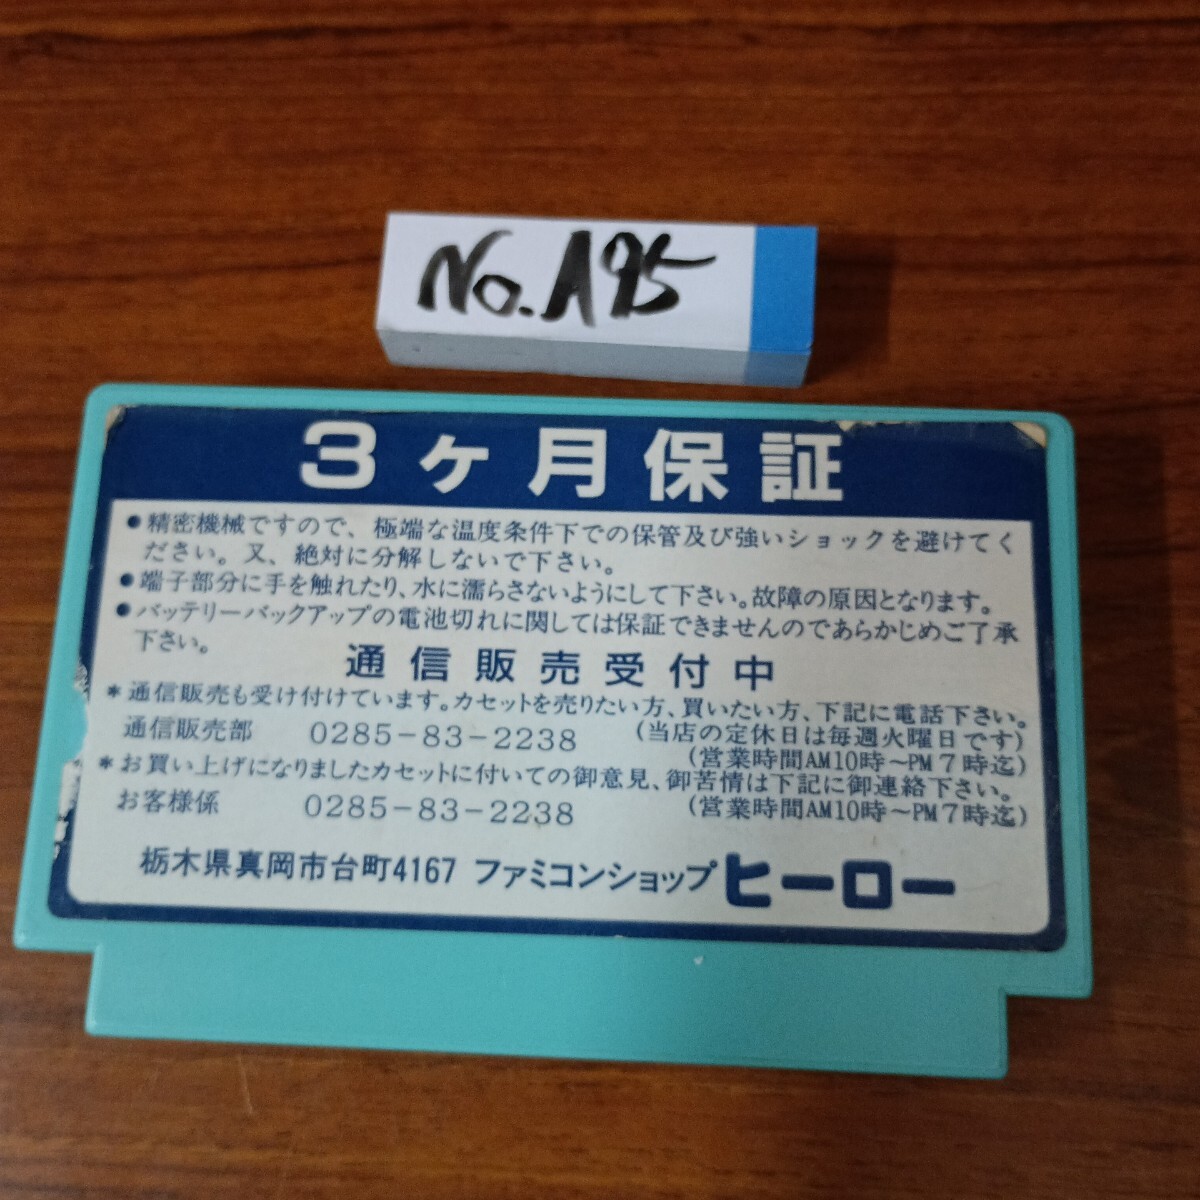 No.A95
3ヶ月保証
●精密機械ですので、極端な温度条件下での保管及び強いショックを避けてく
ださい。又、絶対に分解しないで下さい。
●端子部分に手を触れたり、水に濡らさないようにして下さい。故障の原因となります。
●バッテリーバックアップの電池切れに関しては保証できませんのであらかじめご了承
下さい。
通信販売受付中
*通信販売も受け付けています。カセットを売りたい方、買いたい方、下記に電話下さい。
通信販売部 0285-83-2238 (当店の定休日は毎週火曜日です)
(営業時間AM10時~PM7時迄)
*お買い上げになりましたカセットに付いての御意見、御苦情は下記に御連絡下さい。
お客様係 0285-83-2238 (営業時間AM10時~PM7時迄)
栃木県真岡市台町4167 ファミコンショップ ヒーロー